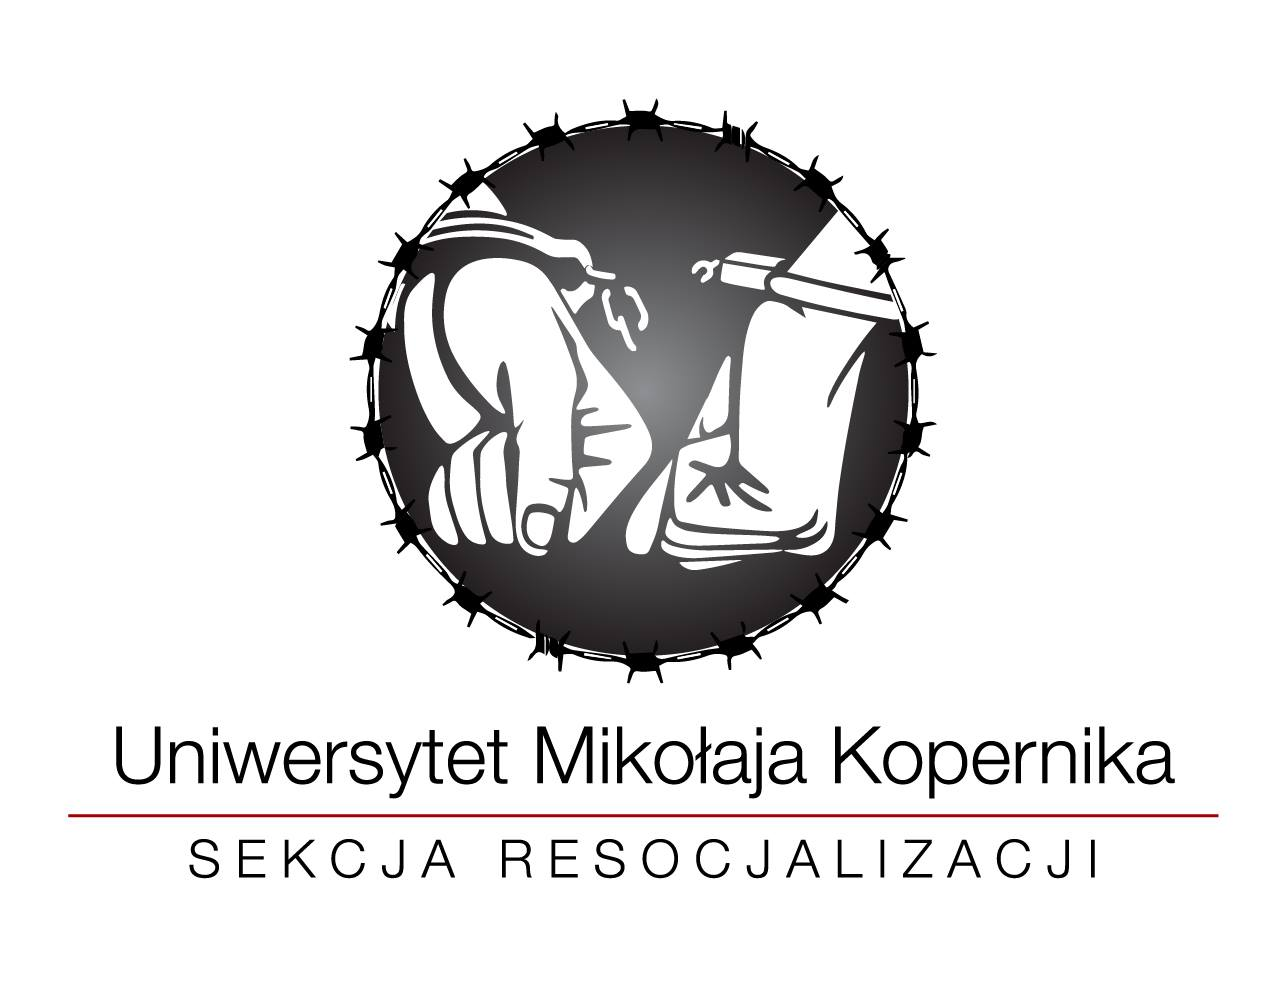 Uniwersytet Mikołaja Kopernika
SEKCJA RESOCJALIZACJI